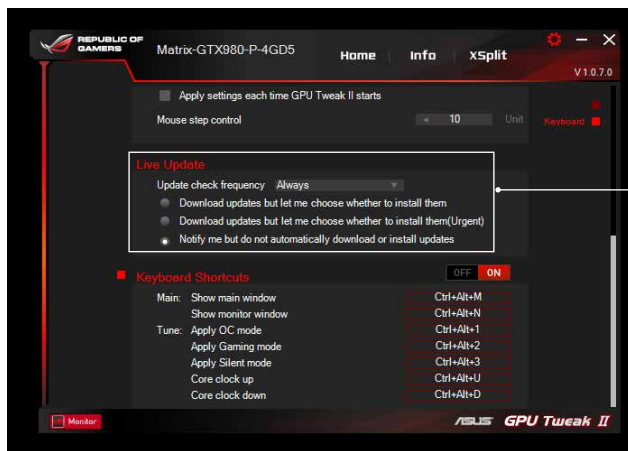 REPUBLIC OF
GAMERS
Matrix-GTX980-P-4GD5
Home Info XSplit
V 1.0.7.0
Apply settings each time GPU Tweak II starts
Mouse step control 10 Unit
Keyboard
Live Update
Update check frequency Always
Download updates but let me choose whether to install them
Download updates but let me choose whether to install them(Urgent)
Notify me but do not automatically download or install updates
Keyboard Shortcuts OFF ON
Main: Show main window Ctrl+Alt+M
Show monitor window Ctrl+Alt+N
Tune: Apply OC mode Ctrl+Alt+1
Apply Gaming mode Ctrl+Alt+2
Apply Silent mode Ctrl+Alt+3
Core clock up Ctrl+Alt+U
Core clock down Ctrl+Alt+D
Monitor ASUS GPU Tweak II